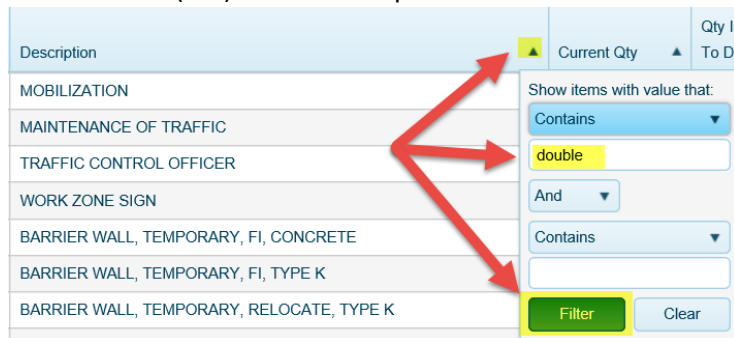 Qty I
Description ▲ Current Qty ▲ To D
MOBILIZATION
Show items with value that:
Contains ▼
MAINTENANCE OF TRAFFIC
double
TRAFFIC CONTROL OFFICER
And ▼
WORK ZONE SIGN
BARRIER WALL, TEMPORARY, FI, CONCRETE
Contains ▼
BARRIER WALL, TEMPORARY, FI, TYPE K
BARRIER WALL, TEMPORARY, RELOCATE, TYPE K
Filter Clear